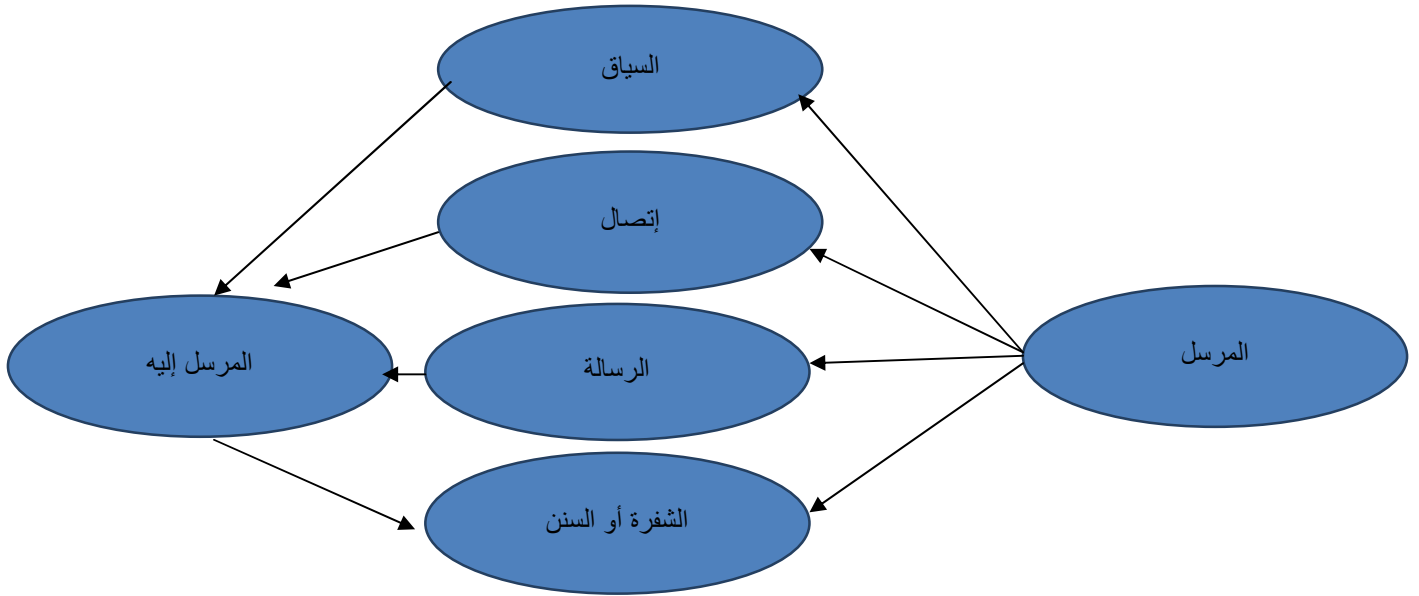 السياق
إتصال
المرسل
الرسالة
المرسل إليه
الشفرة أو السنن